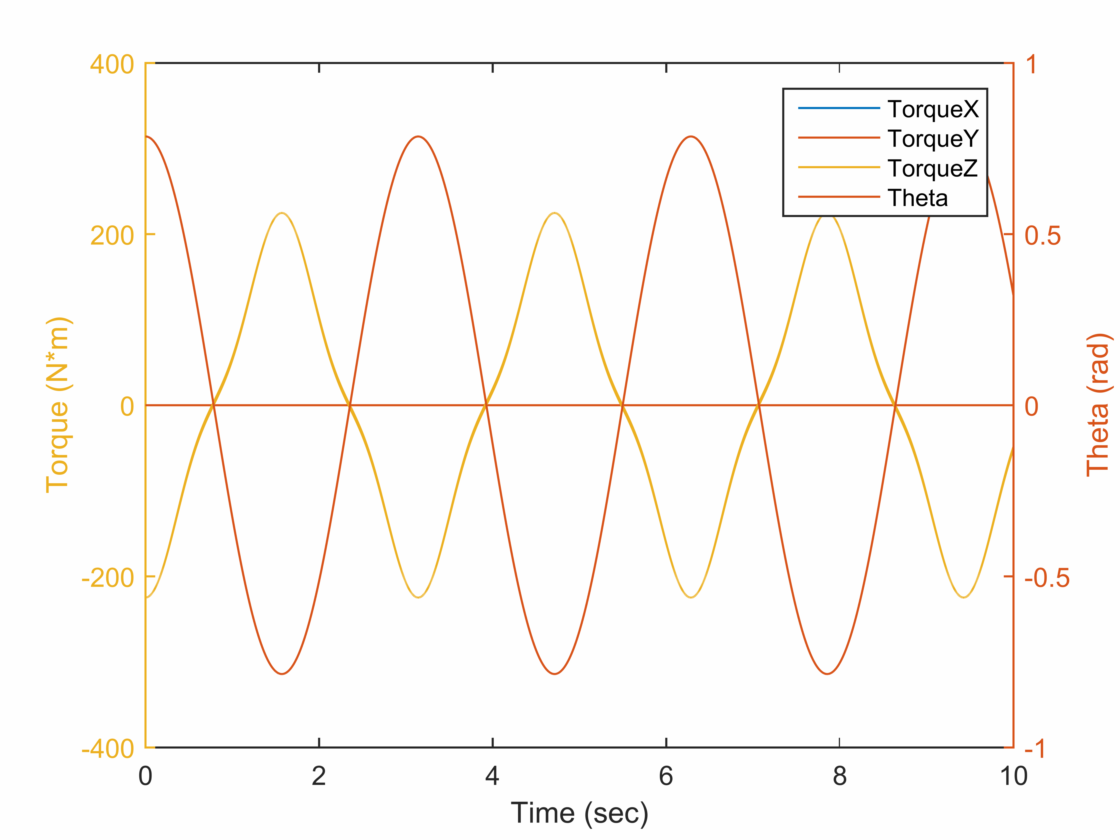 400
200
0
-200
-400
Torque (N*m)
1
0.5
0
-0.5
-1
Theta (rad)
TorqueX
TorqueY
TorqueZ
Theta
0 2 4 6 8 10
Time (sec)